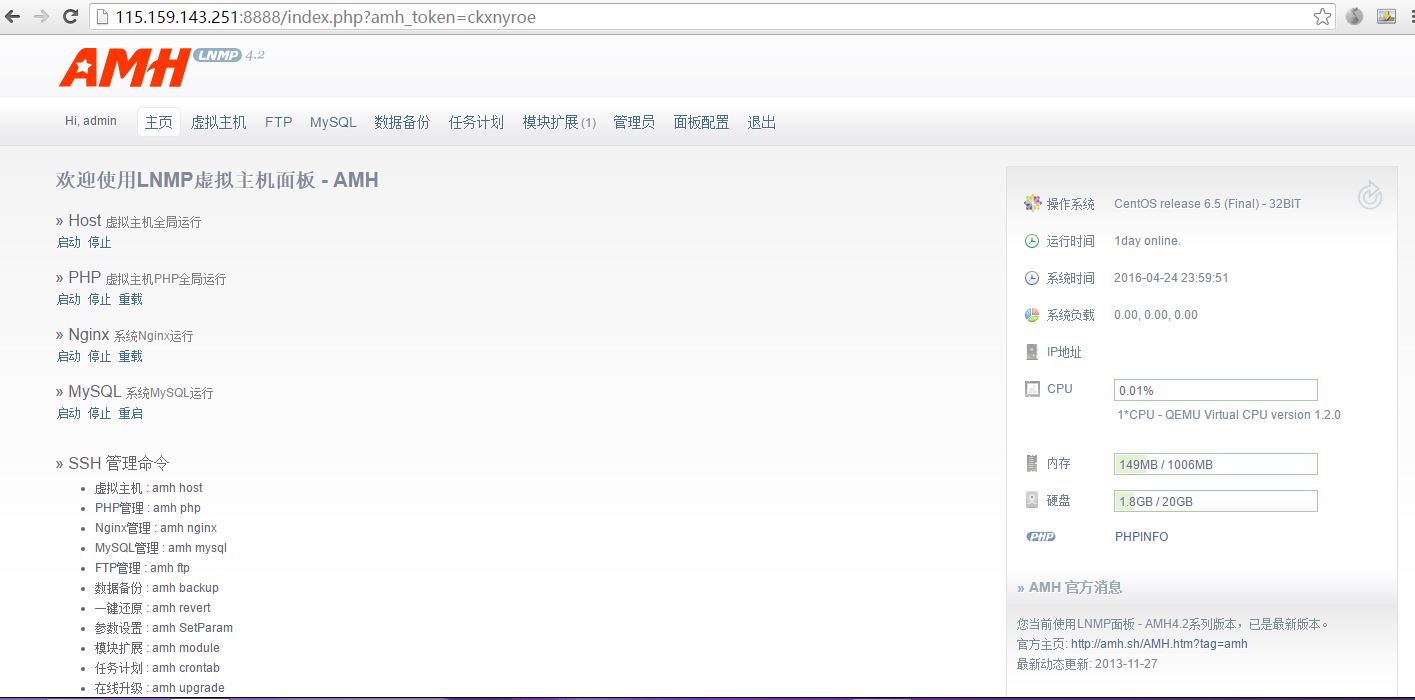 115.159.143.251:8888/index.php?amh_token=ckxnyroe
AMH LNMP 4.2
Hi, admin 主页 虚拟主机 FTP MySQL 数据备份 任务计划 模块扩展 (1) 管理员 面板配置 退出
欢迎使用LNMP虚拟主机面板 - AMH
» Host 虚拟主机全局运行
启动 停止
» PHP 虚拟主机PHP全局运行
启动 停止 重载
» Nginx 系统Nginx运行
启动 停止 重载
» MySQL 系统MySQL运行
启动 停止 重启
» SSH 管理命令
• 虚拟主机 : amh host
• PHP管理 : amh php
• Nginx管理 : amh nginx
• MySQL管理 : amh mysql
• FTP管理 : amh ftp
• 数据备份 : amh backup
• 一键还原 : amh revert
• 参数设置 : amh SetParam
• 模块扩展 : amh module
• 任务计划 : amh crontab
• 在线升级 : amh upgrade
操作系统 CentOS release 6.5 (Final) - 32BIT
运行时间 1day online.
系统时间 2016-04-24 23:59:51
系统负载 0.00, 0.00, 0.00
IP地址
CPU 0.01%
1*CPU - QEMU Virtual CPU version 1.2.0
内存 149MB / 1006MB
硬盘 1.8GB / 20GB
PHP PHPINFO
» AMH 官方消息
您当前使用LNMP面板 - AMH4.2系列版本，已是最新版本。
官方主页: http://amh.sh/AMH.htm?tag=amh
最新动态更新: 2013-11-27